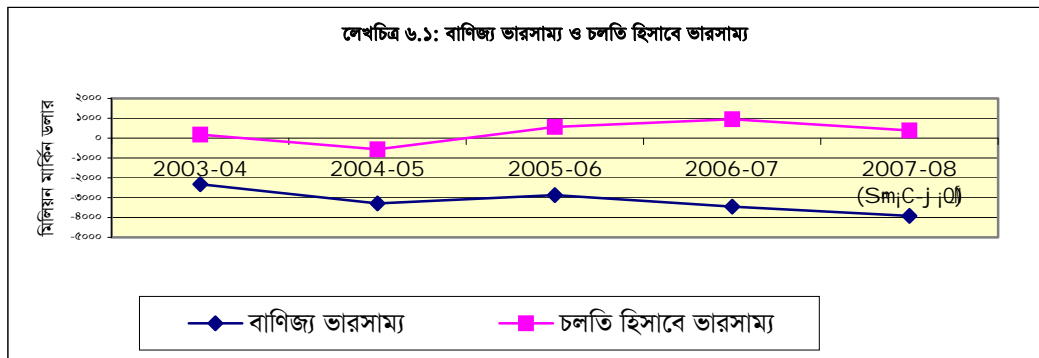 লেখচিত্র ৬.১: বাণিজ্য ভারসাম্য ও চলতি হিসাবে ভারসাম্য
মিলিয়ন মার্কিন ডলার
২০০০
১০০০
০
-১০০০
-২০০০
-৩০০০
-৪০০০
-৫০০০
2003-04 2004-05 2005-06 2006-07 2007-08
বাণিজ্য ভারসাম্য চলতি হিসাবে ভারসাম্য